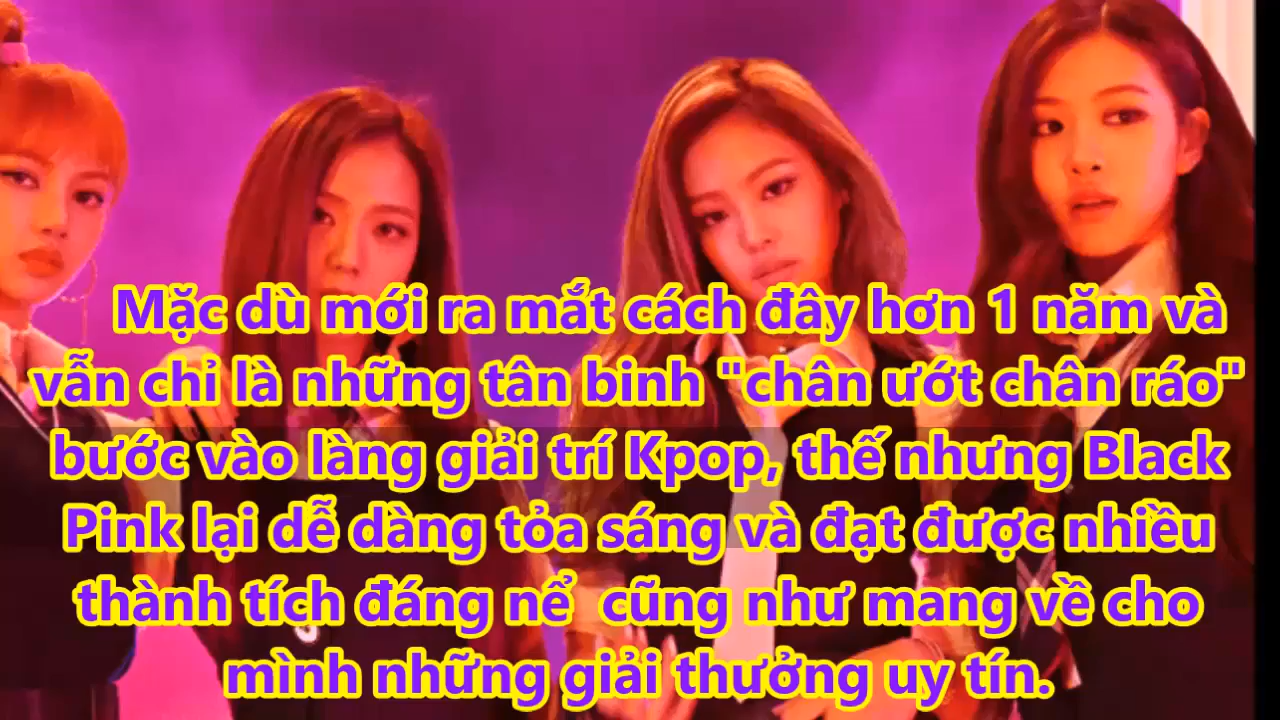 Mặc dù mới ra mắt cách đây hơn 1 năm và
vẫn chỉ là những tân binh "chân ướt chân ráo"
bước vào làng giải trí Kpop, thế nhưng Black
Pink lại dễ dàng tỏa sáng và đạt được nhiều
thành tích đáng nể cũng như mang về cho
mình những giải thưởng uy tín.